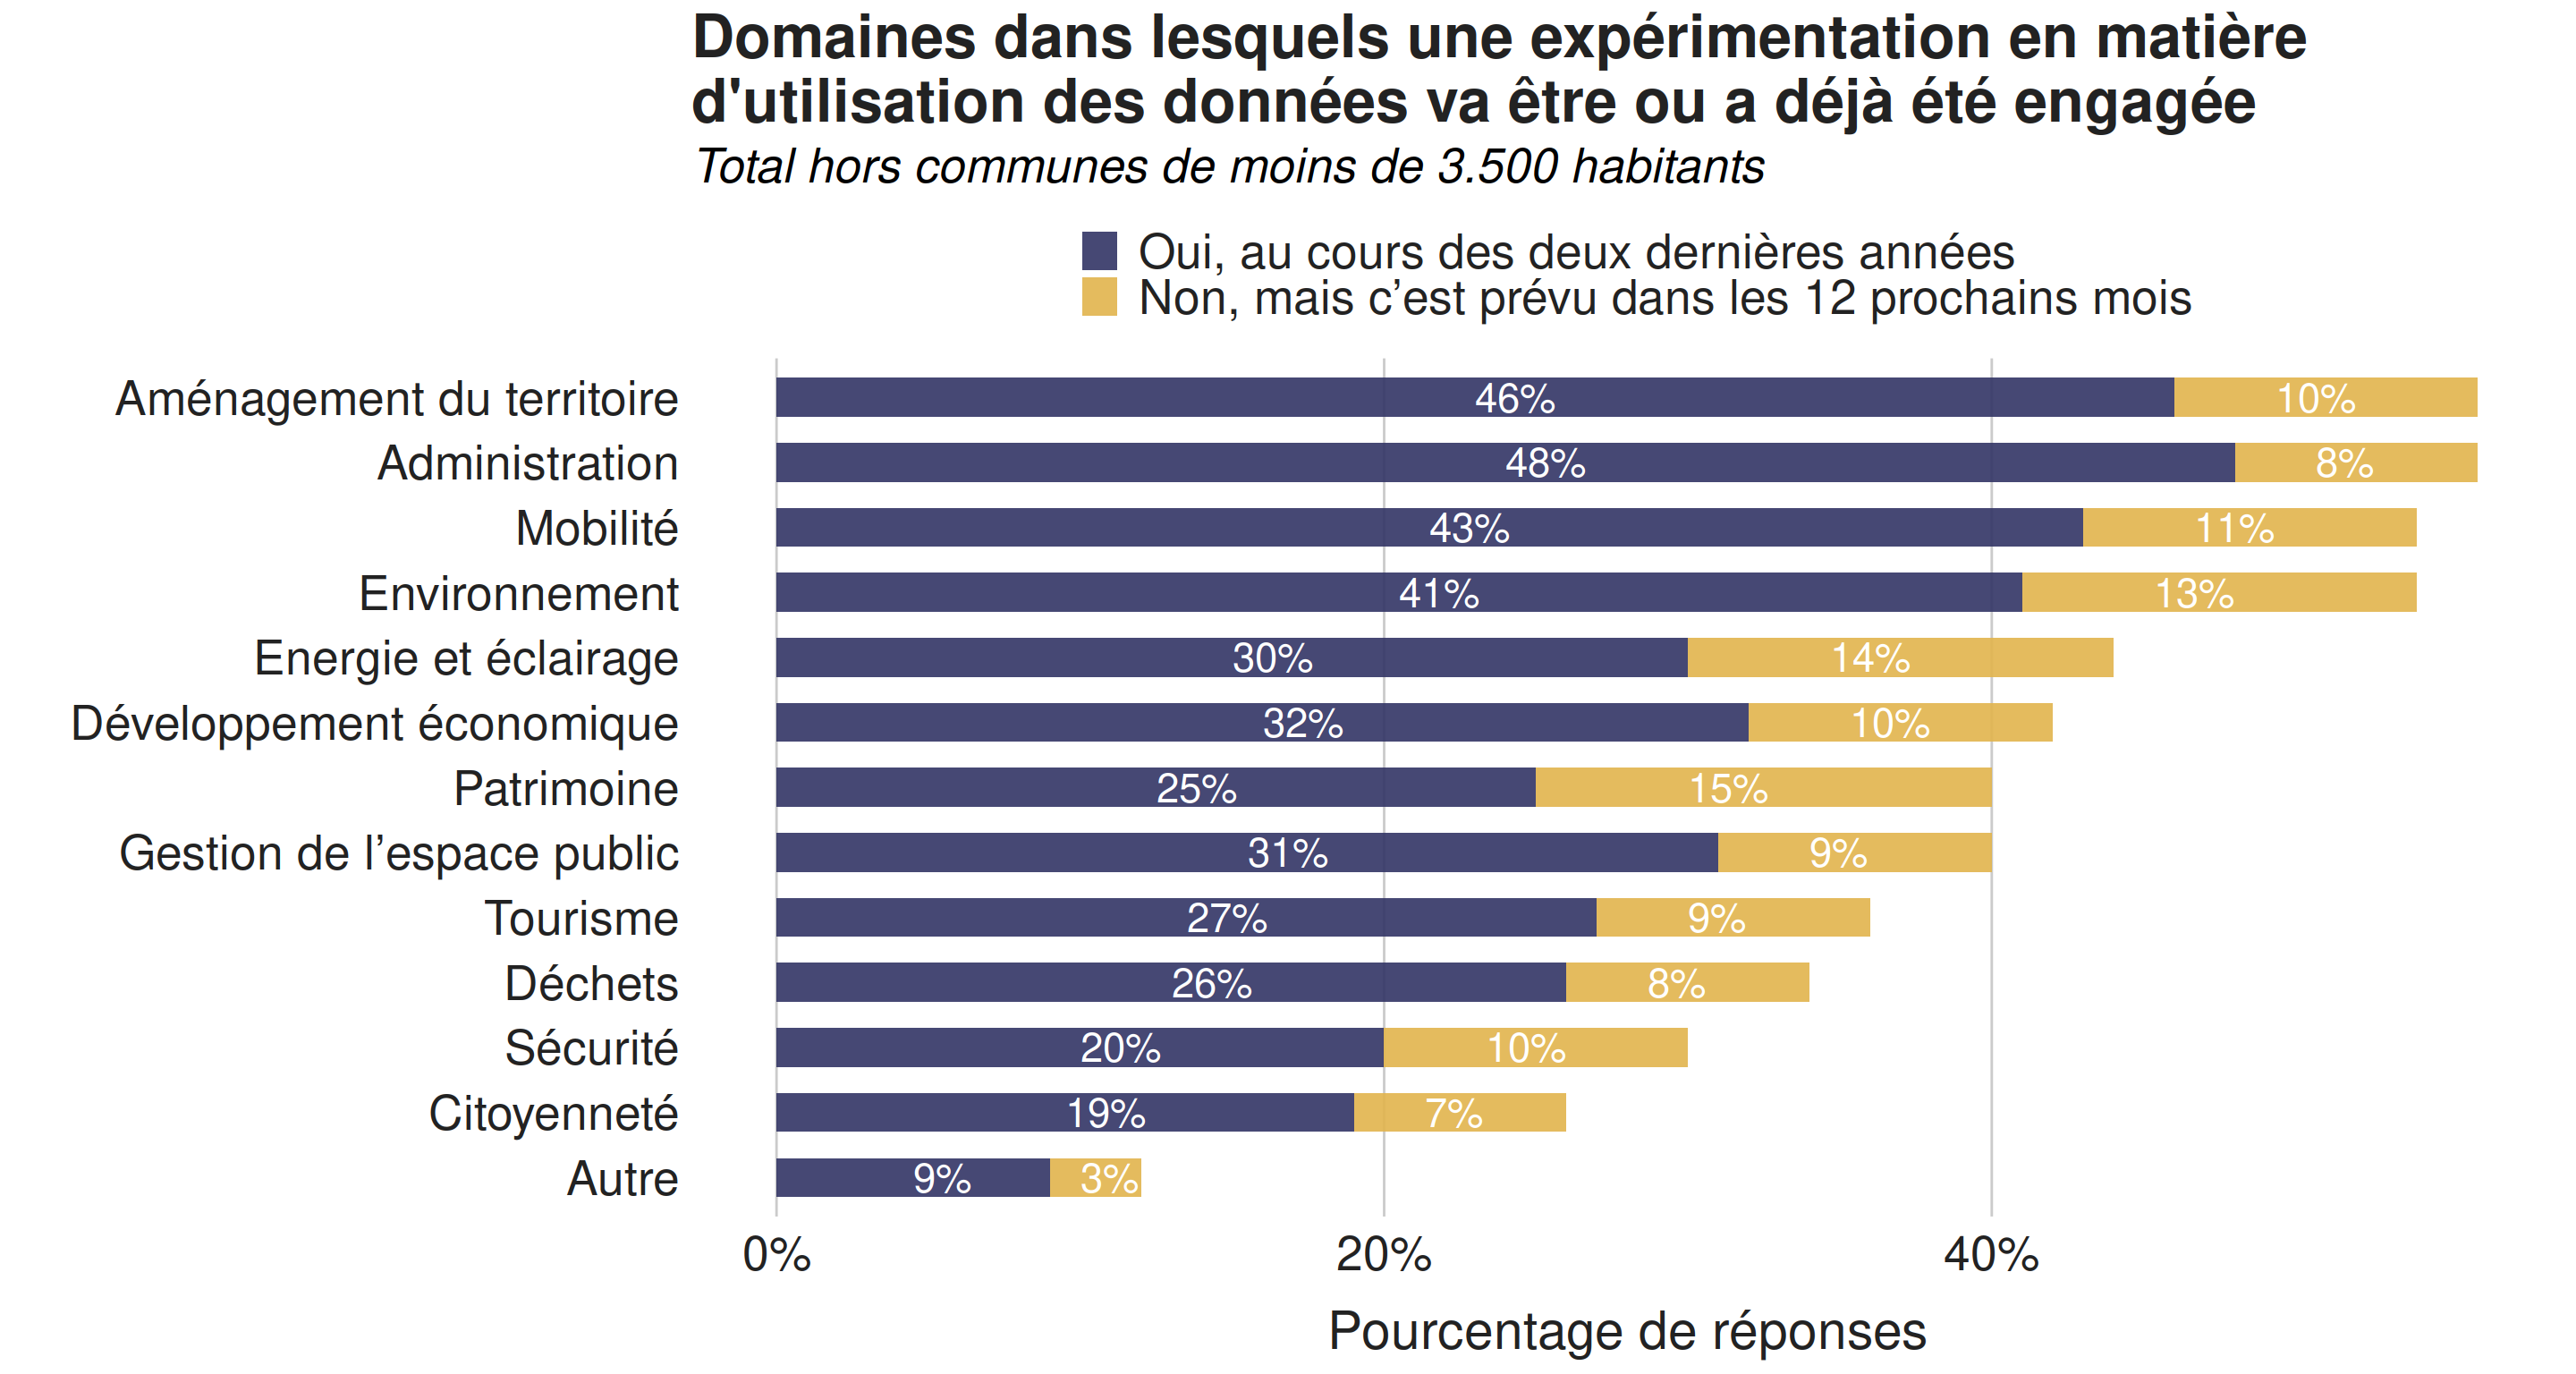 Domaines dans lesquels une expérimentation en matière
d'utilisation des données va être ou a déjà été engagée
Total hors communes de moins de 3.500 habitants
Oui, au cours des deux dernières années
Non, mais c’est prévu dans les 12 prochains mois
Aménagement du territoire 46% 10%
Administration 48% 8%
Mobilité 43% 11%
Environnement 41% 13%
Energie et éclairage 30% 14%
Développement économique 32% 10%
Patrimoine 25% 15%
Gestion de l’espace public 31% 9%
Tourisme 27% 9%
Déchets 26% 8%
Sécurité 20% 10%
Citoyenneté 19% 7%
Autre 9% 3%
0% 20% 40%
Pourcentage de réponses